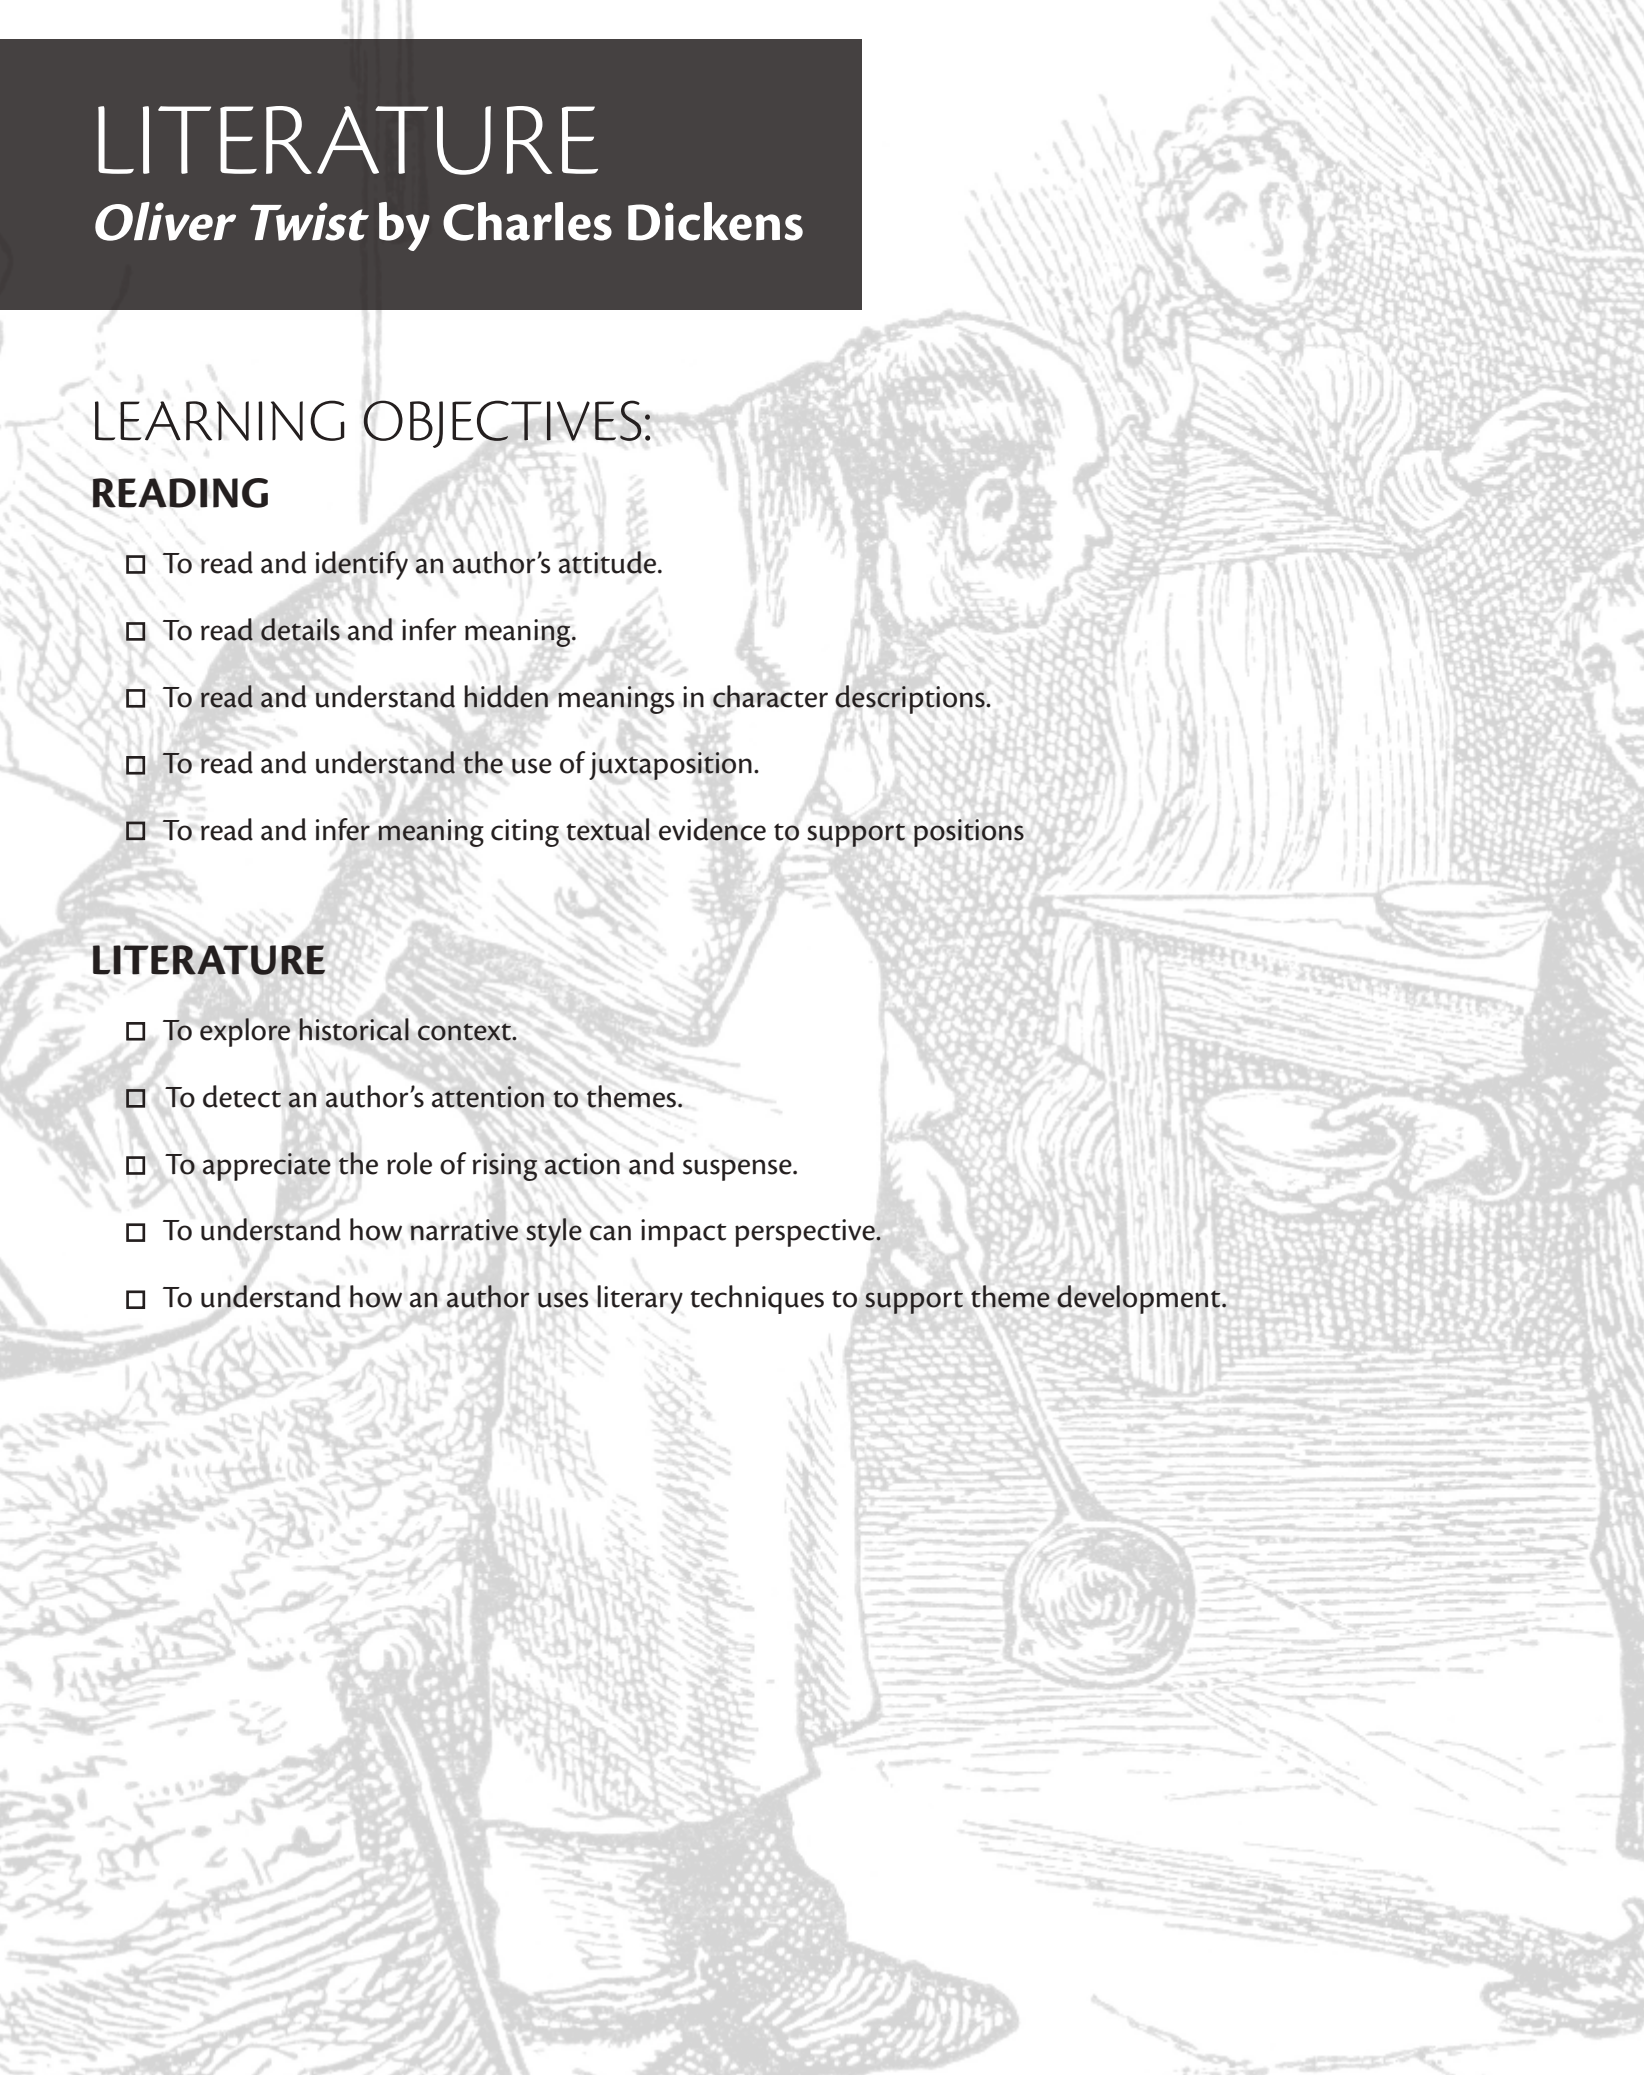 LITERATURE
Oliver Twist by Charles Dickens
LEARNING OBJECTIVES:
READING
☐ To read and identify an author’s attitude.
☐ To read details and infer meaning.
☐ To read and understand hidden meanings in character descriptions.
☐ To read and understand the use of juxtaposition.
☐ To read and infer meaning citing textual evidence to support positions
LITERATURE
☐ To explore historical context.
☐ To detect an author’s attention to themes.
☐ To appreciate the role of rising action and suspense.
☐ To understand how narrative style can impact perspective.
☐ To understand how an author uses literary techniques to support theme development.